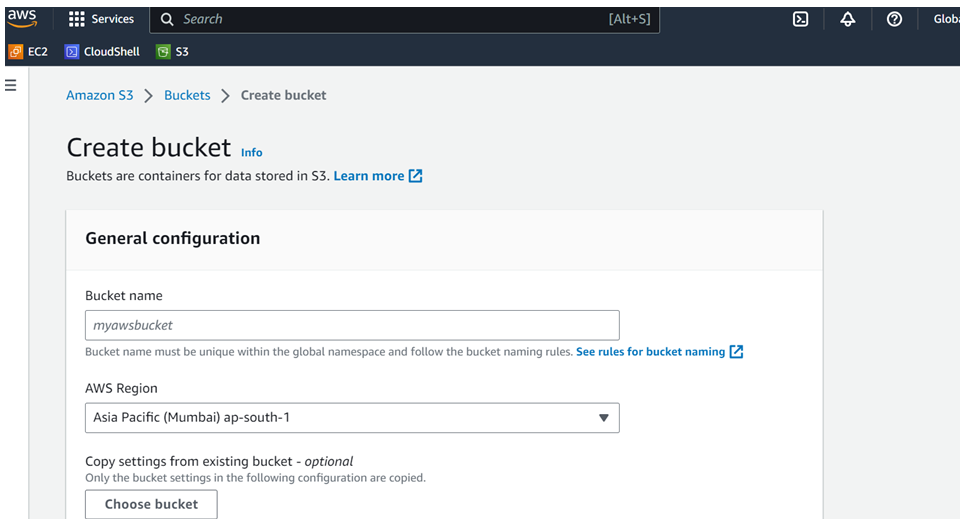 aws Services Search [Alt+S] Globa
EC2 CloudShell S3
Amazon S3 Buckets Create bucket
Create bucket Info
Buckets are containers for data stored in S3. Learn more
General configuration
Bucket name
myawsbucket
Bucket name must be unique within the global namespace and follow the bucket naming rules. See rules for bucket naming
AWS Region
Asia Pacific (Mumbai) ap-south-1
Copy settings from existing bucket - optional
Only the bucket settings in the following configuration are copied.
Choose bucket